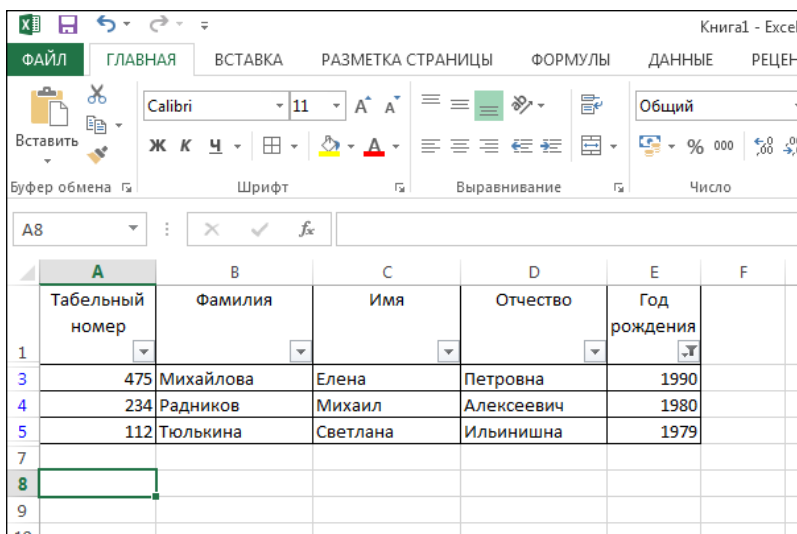 Книга1 - Excel
ФАЙЛ ГЛАВНАЯ ВСТАВКА РАЗМЕТКА СТРАНИЦЫ ФОРМУЛЫ ДАННЫЕ РЕЦЕН
Вставить
Calibri 11
Общий
Ж К Ч
% 000
Буфер обмена Шрифт Выравнивание Число
A8 fx
A B C D E F
Табельный номер Фамилия Имя Отчество Год рождения
1
3 475 Михайлова Елена Петровна 1990
4 234 Радников Михаил Алексеевич 1980
5 112 Тюлькина Светлана Ильинишна 1979
7
8
9